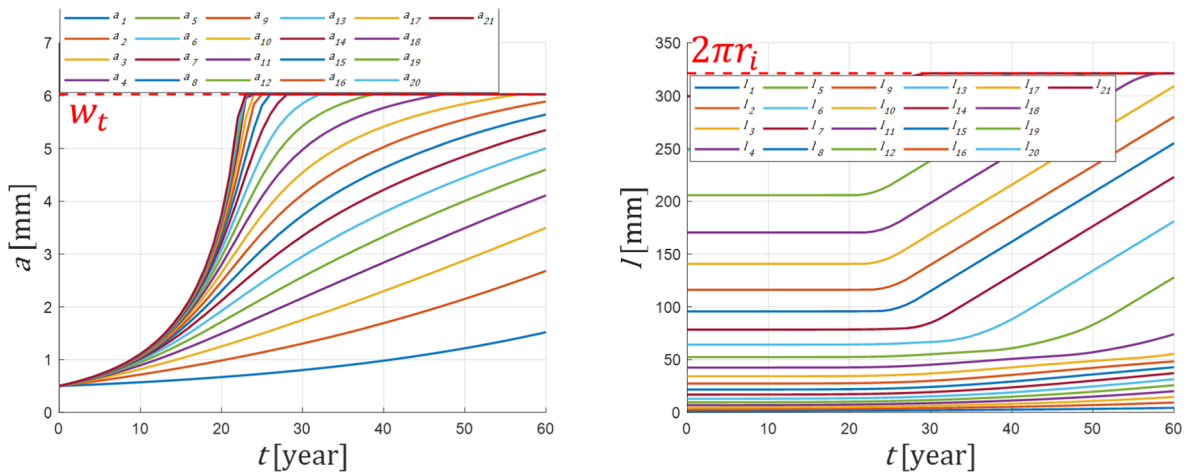 a1 a5 a9 a13 a17 a21
a2 a6 a10 a14 a18
a3 a7 a11 a15 a19
a4 a8 a12 a16 a20
7
6
5
4
3
2
1
0
wt
a [mm]
0 10 20 30 40 50 60
t [year]
2πri
l1 l5 l9 l13 l17 l21
l2 l6 l10 l14 l18
l3 l7 l11 l15 l19
l4 l8 l12 l16 l20
350
300
250
200
150
100
50
0
l [mm]
0 10 20 30 40 50 60
t [year]